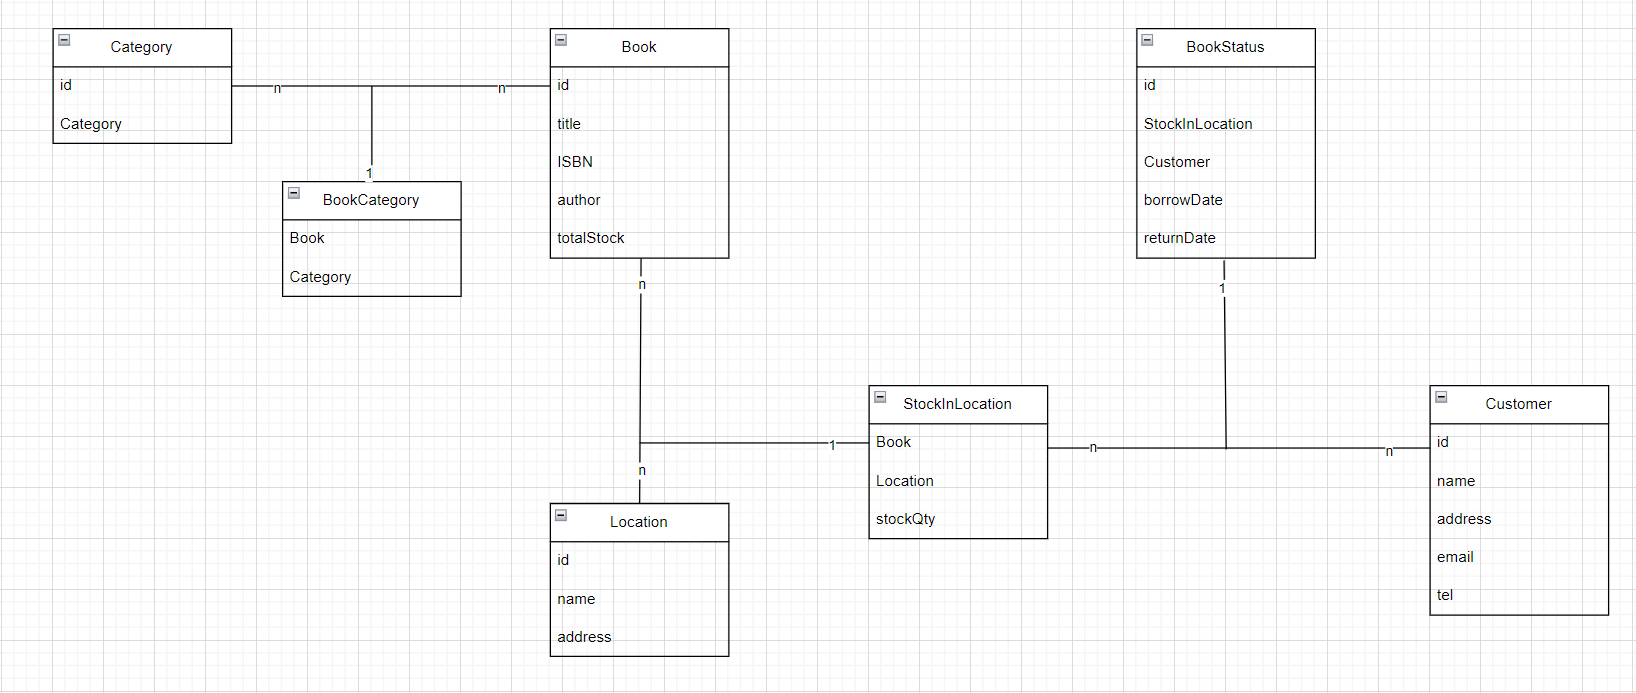 Category
id
Category
n
n
1
BookCategory
Book
Category
Book
id
title
ISBN
author
totalStock
n
n
1
Location
id
name
address
StockInLocation
Book
Location
stockQty
BookStatus
id
StockInLocation
Customer
borrowDate
returnDate
1
n
n
Customer
id
name
address
email
tel